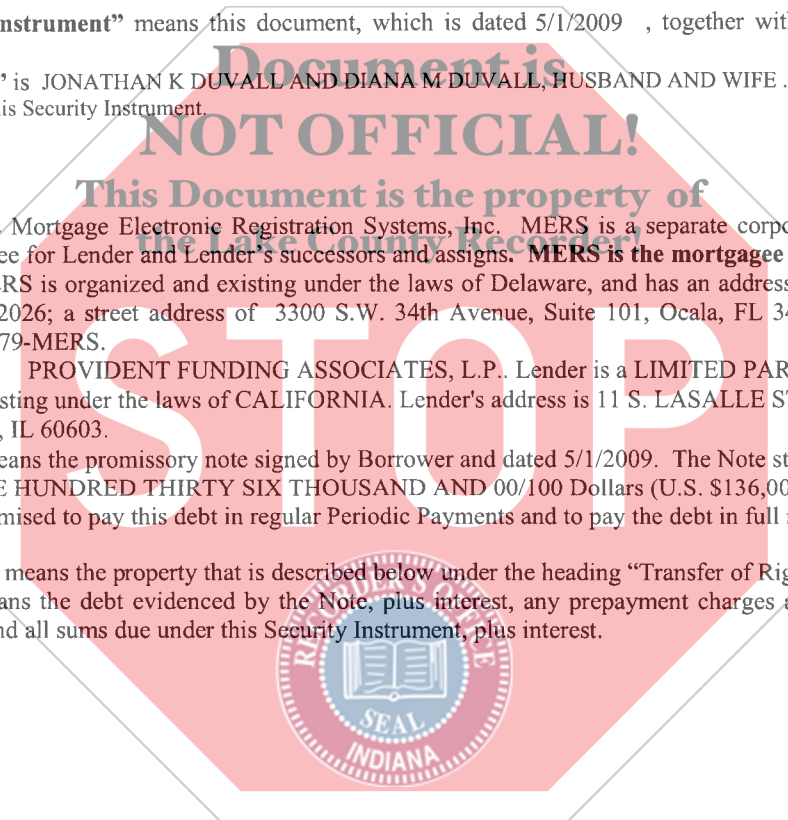 nstrument” means this document, which is dated 5/1/2009 , together wit
Document is
” is JONATHAN K DUVALL AND DIANA M DUVALL, HUSBAND AND WIFE .
is Security Instrument.
NOT OFFICIAL!
This Document is the property of
Mortgage Electronic Registration Systems, Inc. MERS is a separate corpo
the Lake County Recorder!
ee for Lender and Lender’s successors and assigns. MERS is the mortgagee
RS is organized and existing under the laws of Delaware, and has an address
2026; a street address of 3300 S.W. 34th Avenue, Suite 101, Ocala, FL 34
79-MERS.
STOP
PROVIDENT FUNDING ASSOCIATES, L.P.. Lender is a LIMITED PAR
sting under the laws of CALIFORNIA. Lender's address is 11 S. LASALLE ST
, IL 60603.
eans the promissory note signed by Borrower and dated 5/1/2009. The Note st
E HUNDRED THIRTY SIX THOUSAND AND 00/100 Dollars (U.S. $136,00
mised to pay this debt in regular Periodic Payments and to pay the debt in full
means the property that is described below under the heading “Transfer of Rig
ans the debt evidenced by the Note, plus interest, any prepayment charges a
nd all sums due under this Security Instrument, plus interest.
RECORDER'S OFFICE
SEAL
INDIANA